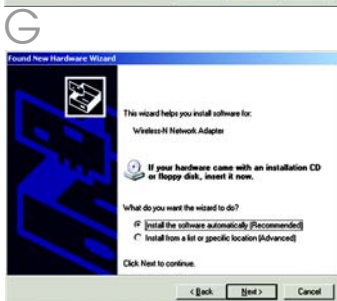 G
Found New Hardware Wizard
This wizard helps you install software for:
Wireless-N Network Adapter
If your hardware came with an installation CD
or floppy disk, insert it now.
What do you want the wizard to do?
Install the software automatically (Recommended)
Install from a list or specific location (Advanced)
Click Next to continue.
< Back Next > Cancel